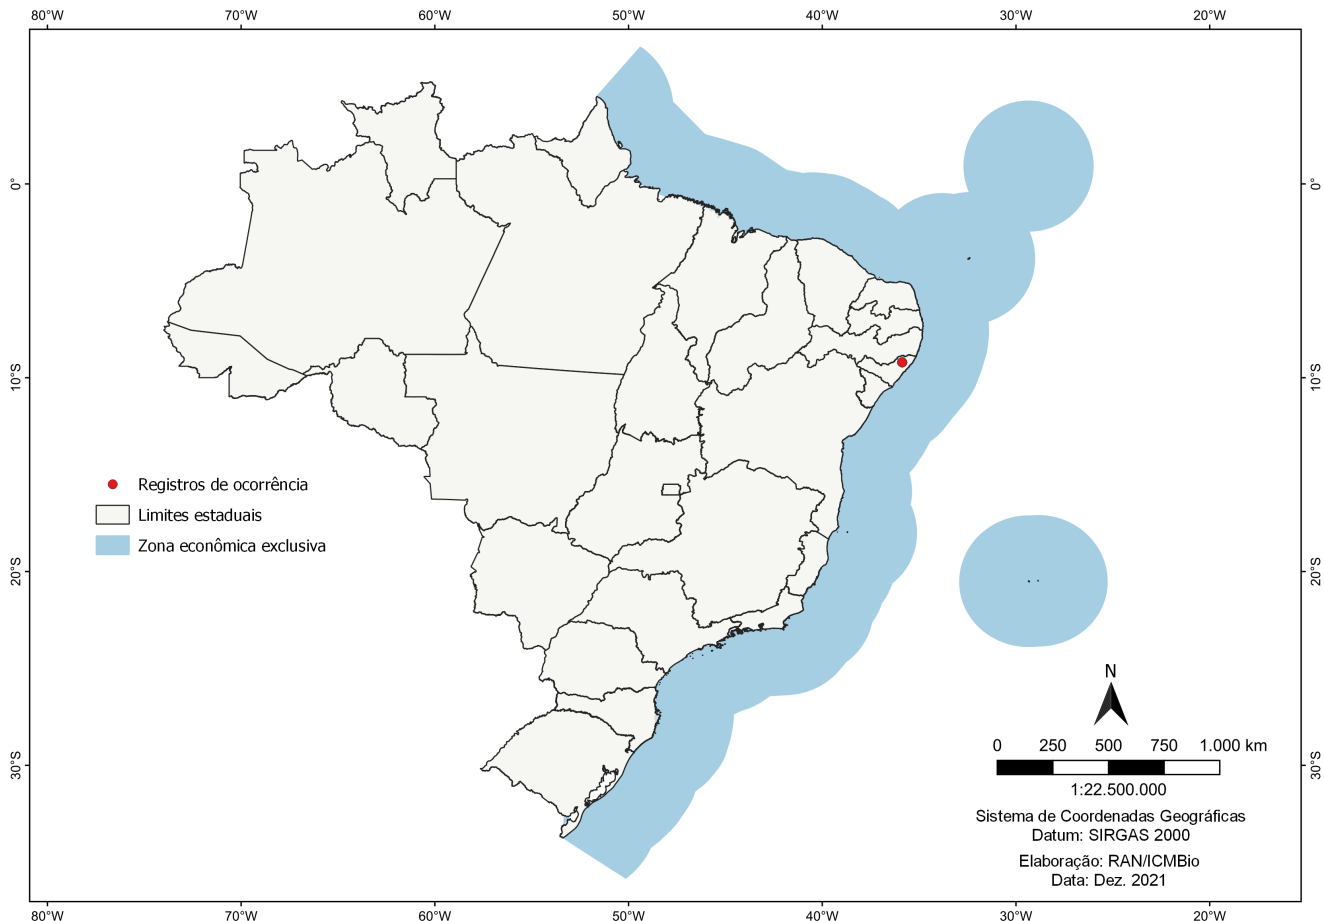 80°W 70°W 60°W 50°W 40°W 30°W 20°W
0° 0°
10°S 10°S
Registros de ocorrência
Limites estaduais
Zona econômica exclusiva
20°S 20°S
N
0 250 500 750 1.000 km
30°S 30°S
1:22.500.000
Sistema de Coordenadas Geográficas
Datum: SIRGAS 2000
Elaboração: RAN/ICMBio
Data: Dez. 2021
80°W 70°W 60°W 50°W 40°W 30°W 20°W